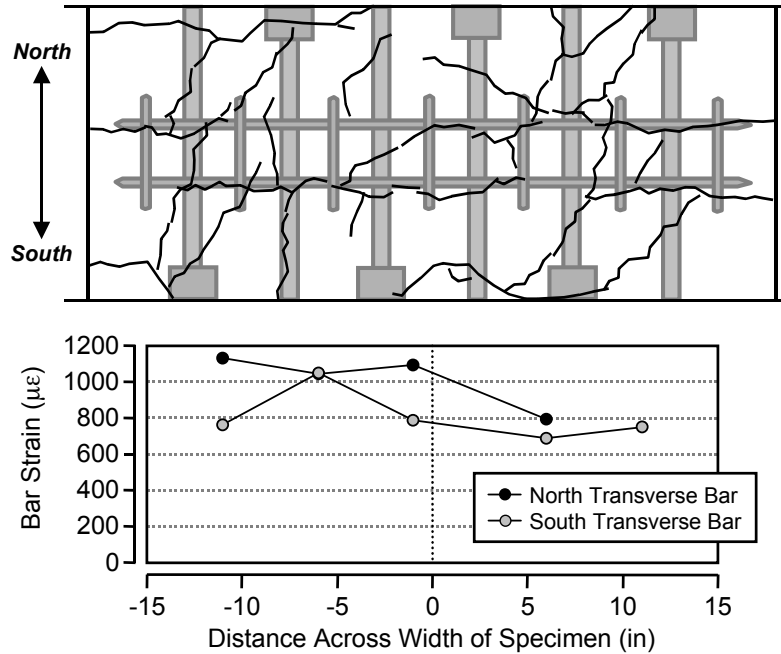 North
South
1200
1000
800
600
400
200
0
Bar Strain (με)
North Transverse Bar
South Transverse Bar
-15 -10 -5 0 5 10 15
Distance Across Width of Specimen (in)